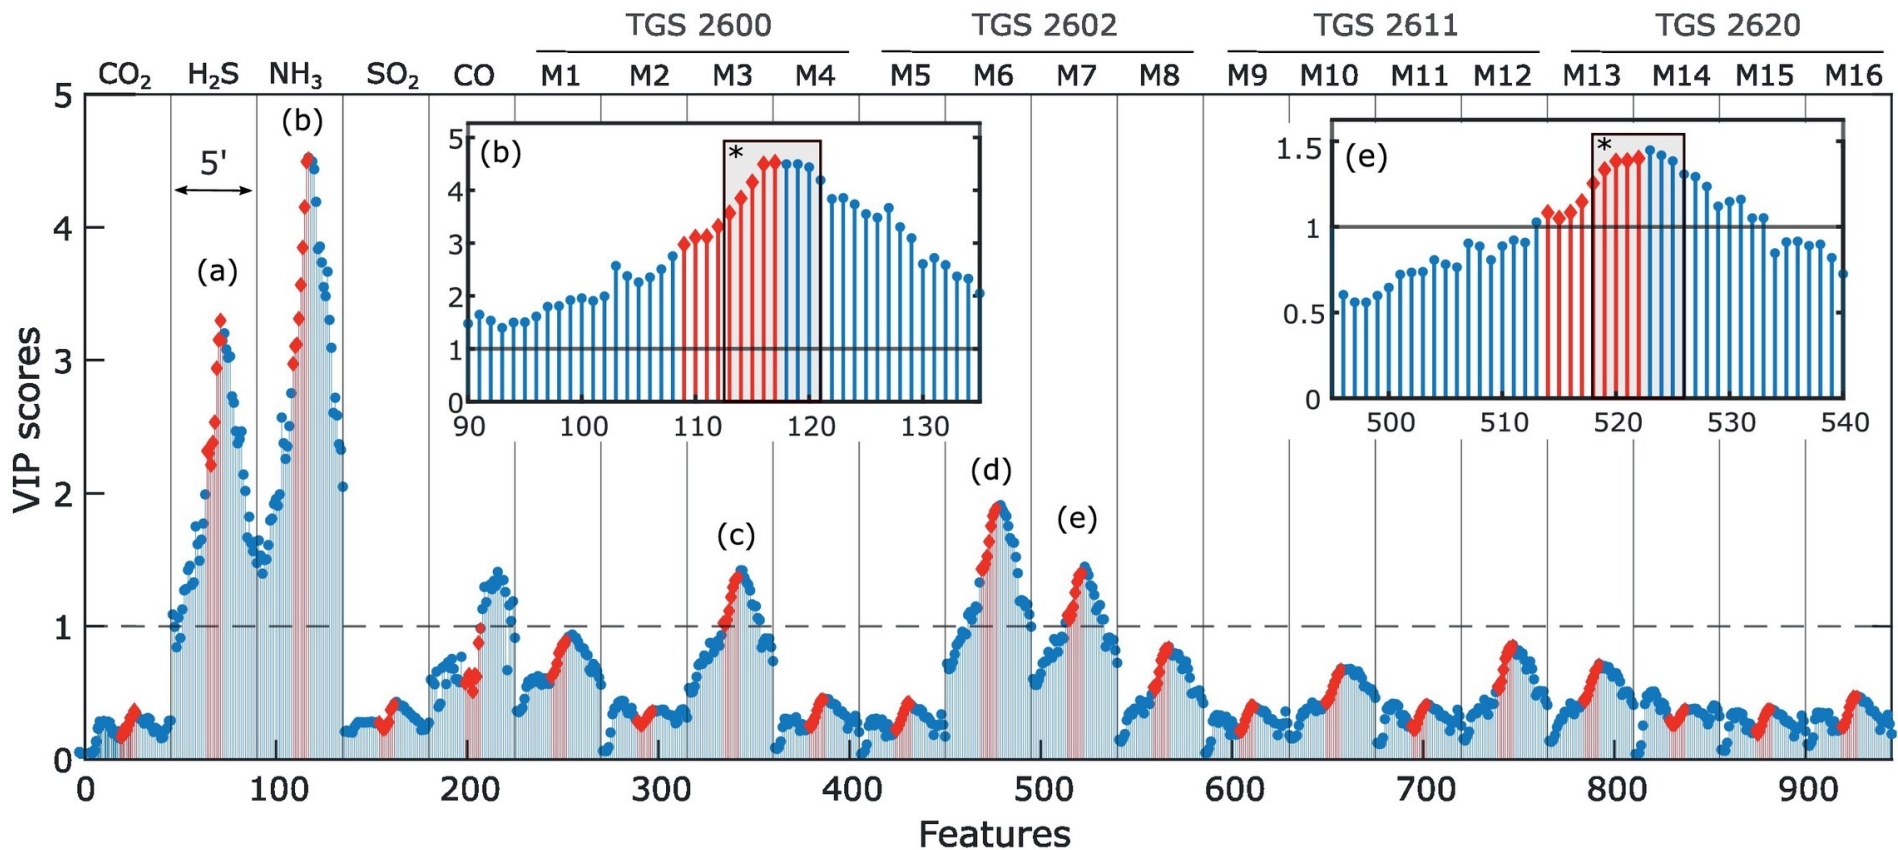 TGS 2600 TGS 2602 TGS 2611 TGS 2620
CO₂ H₂S NH₃ SO₂ CO M1 M2 M3 M4 M5 M6 M7 M8 M9 M10 M11 M12 M13 M14 M15 M16
5
4
3
2
1
0
VIP scores
5'
(a)
(b)
(c)
(d)
(e)
(b)
*
5
4
3
2
1
0
90 100 110 120 130
(e)
*
1.5
1
0.5
0
500 510 520 530 540
0 100 200 300 400 500 600 700 800 900
Features